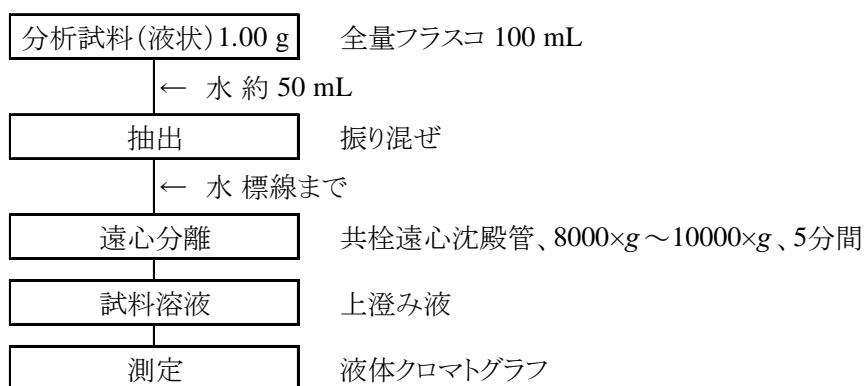 分析試料(液状)1.00 g 全量フラスコ 100 mL
← 水 約 50 mL
抽出 振り混ぜ
← 水 標線まで
遠心分離 共栓遠心沈殿管、8000×g～10000×g、5分間
試料溶液 上澄み液
測定 液体クロマトグラフ